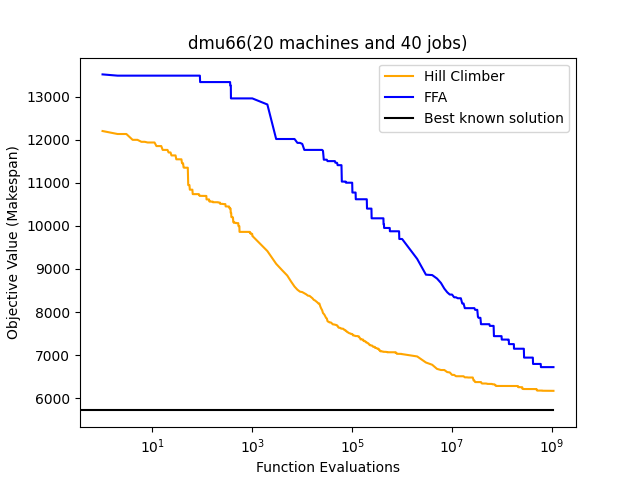 dmu66(20 machines and 40 jobs)
Hill Climber
FFA
Best known solution
Objective Value (Makespan)
13000
12000
11000
10000
9000
8000
7000
6000
10¹
10³
10⁵
10⁷
10⁹
Function Evaluations